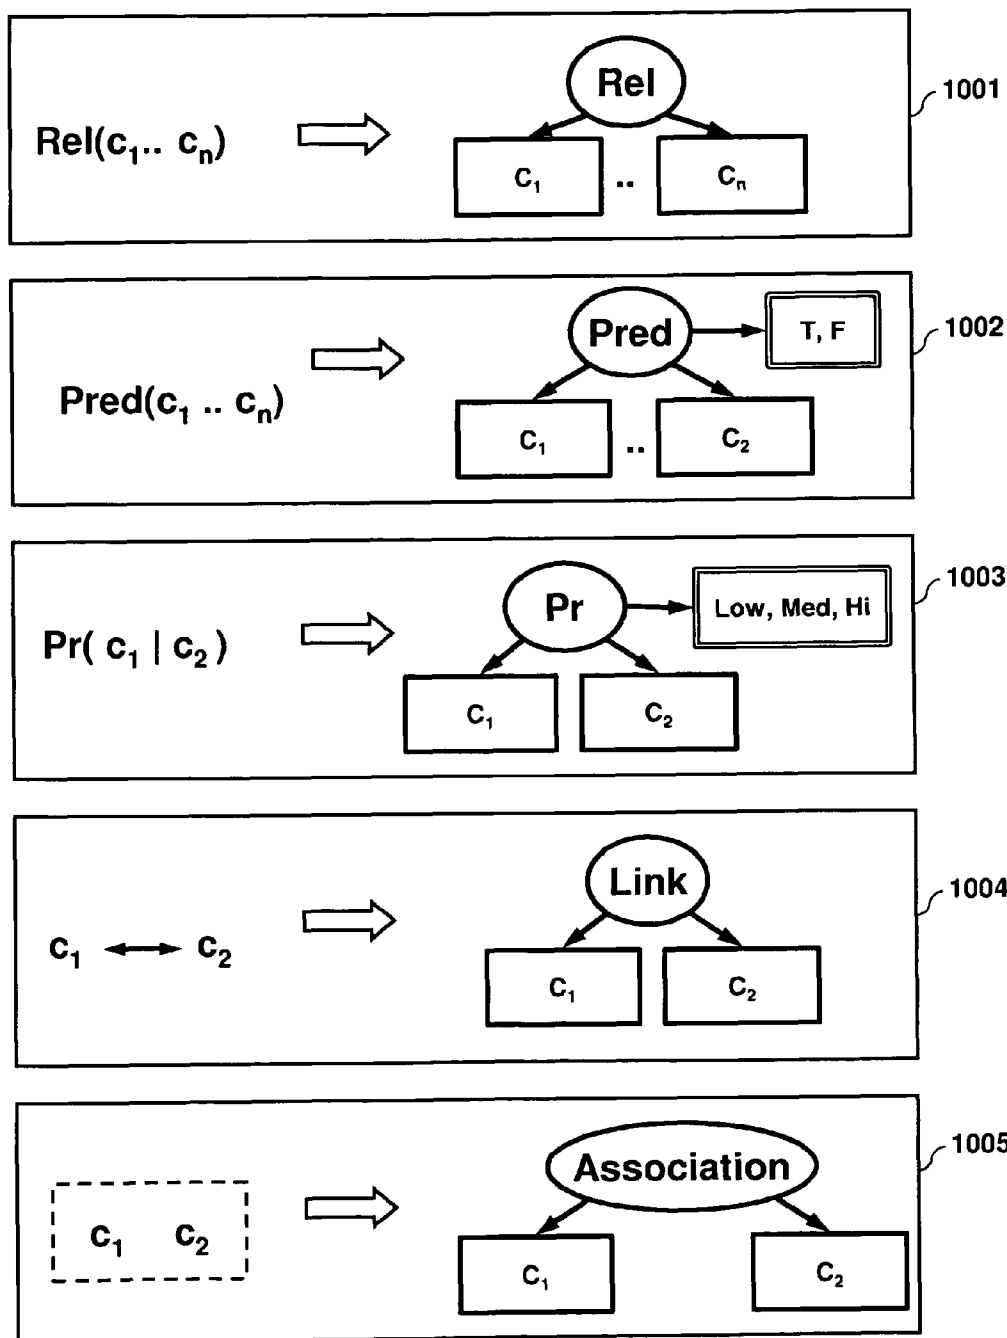 Rel
1001
Rel(c₁.. cₙ)
C₁ .. Cₙ
Pred
T, F
1002
Pred(c₁ .. cₙ)
C₁ .. C₂
Pr
Low, Med, Hi
1003
Pr( c₁ | c₂ )
C₁ C₂
Link
1004
c₁ c₂
C₁ C₂
Association
1005
c₁ c₂
C₁ C₂